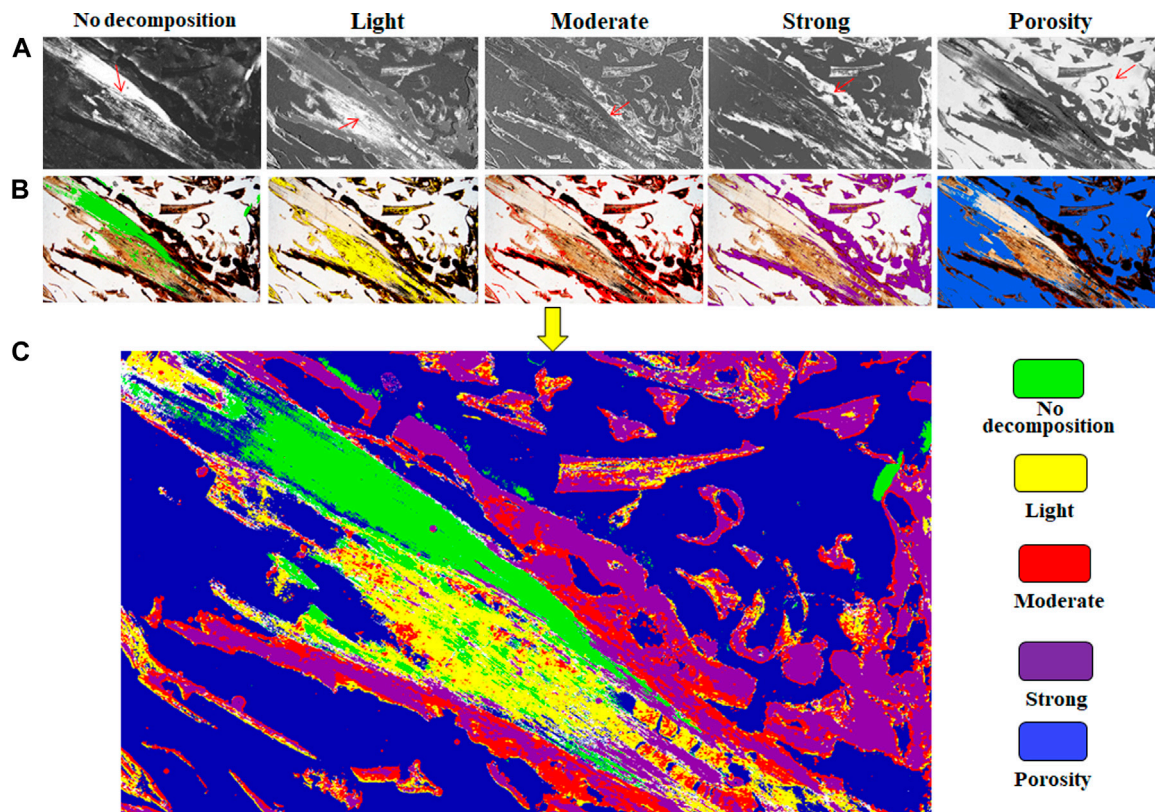 No decomposition
Light
Moderate
Strong
Porosity
A
B
C
No
decomposition
Light
Moderate
Strong
Porosity